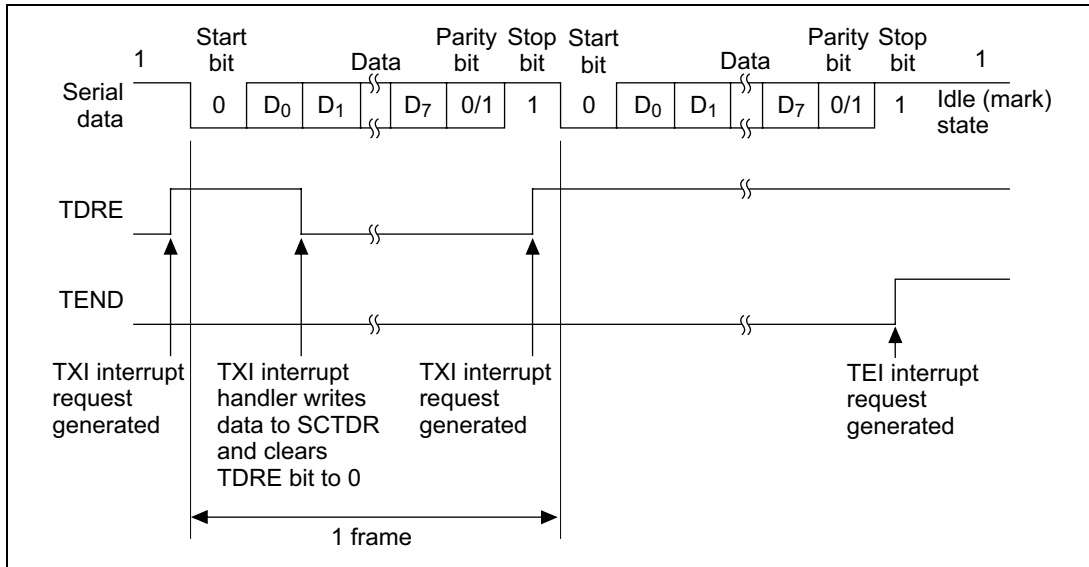 1 Start bit Data Parity bit Stop bit Start bit Data Parity bit Stop bit 1
Serial data 0 D0 D1 D7 0/1 1 0 D0 D1 D7 0/1 1 Idle (mark) state
TDRE
TEND
TXI interrupt request generated
TXI interrupt handler writes data to SCTDR and clears TDRE bit to 0
TXI interrupt request generated
TEI interrupt request generated
1 frame